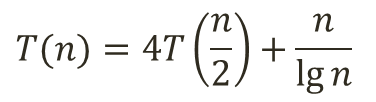 T(n) = 4T(n/2) + n/lg n